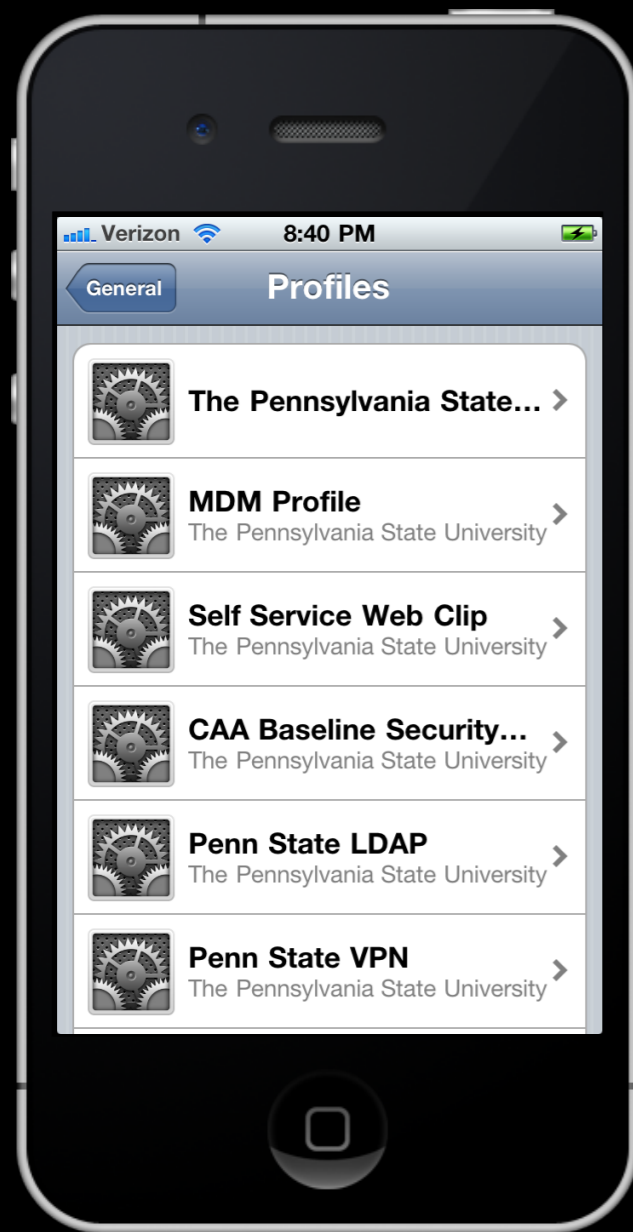 Verizon 8:40 PM
General Profiles
The Pennsylvania State...
MDM Profile
The Pennsylvania State University
Self Service Web Clip
The Pennsylvania State University
CAA Baseline Security...
The Pennsylvania State University
Penn State LDAP
The Pennsylvania State University
Penn State VPN
The Pennsylvania State University